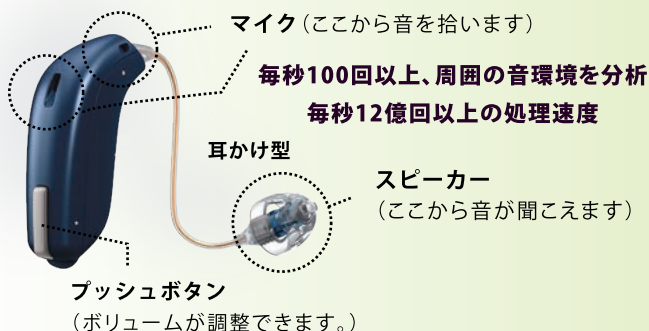 マイク（ここから音を拾います）
毎秒100回以上、周囲の音環境を分析
毎秒12億回以上の処理速度
耳かけ型
スピーカー
（ここから音が聞こえます）
プッシュボタン
（ボリュームが調整できます。）